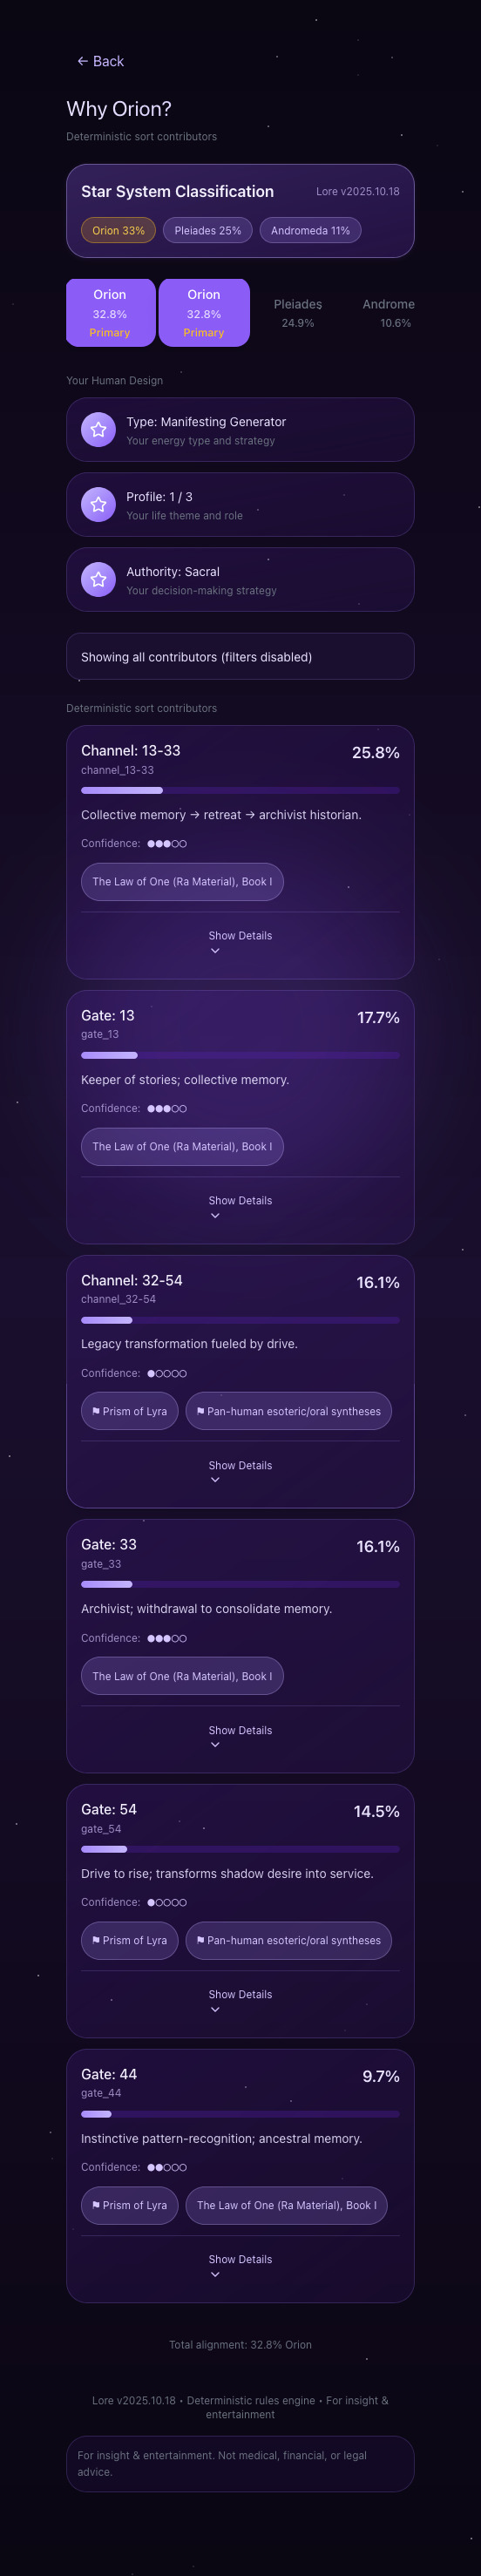 ← Back
Why Orion?
Deterministic sort contributors
Star System Classification
Lore v2025.10.18
Orion 33%
Pleiades 25%
Andromeda 11%
Orion
32.8%
Primary
Orion
32.8%
Primary
Pleiades
24.9%
Androme
10.6%
Your Human Design
Type: Manifesting Generator
Your energy type and strategy
Profile: 1 / 3
Your life theme and role
Authority: Sacral
Your decision-making strategy
Showing all contributors (filters disabled)
Deterministic sort contributors
Channel: 13-33
25.8%
channel_13-33
Collective memory → retreat → archivist historian.
Confidence: ●●●○○
The Law of One (Ra Material), Book I
Show Details
Gate: 13
17.7%
gate_13
Keeper of stories; collective memory.
Confidence: ●●●○○
The Law of One (Ra Material), Book I
Show Details
Channel: 32-54
16.1%
channel_32-54
Legacy transformation fueled by drive.
Confidence: ●○○○○
⚑ Prism of Lyra
⚑ Pan-human esoteric/oral syntheses
Show Details
Gate: 33
16.1%
gate_33
Archivist; withdrawal to consolidate memory.
Confidence: ●●●○○
The Law of One (Ra Material), Book I
Show Details
Gate: 54
14.5%
gate_54
Drive to rise; transforms shadow desire into service.
Confidence: ●○○○○
⚑ Prism of Lyra
⚑ Pan-human esoteric/oral syntheses
Show Details
Gate: 44
9.7%
gate_44
Instinctive pattern-recognition; ancestral memory.
Confidence: ●●○○○
⚑ Prism of Lyra
The Law of One (Ra Material), Book I
Show Details
Total alignment: 32.8% Orion
Lore v2025.10.18 • Deterministic rules engine • For insight &
entertainment
For insight & entertainment. Not medical, financial, or legal
advice.